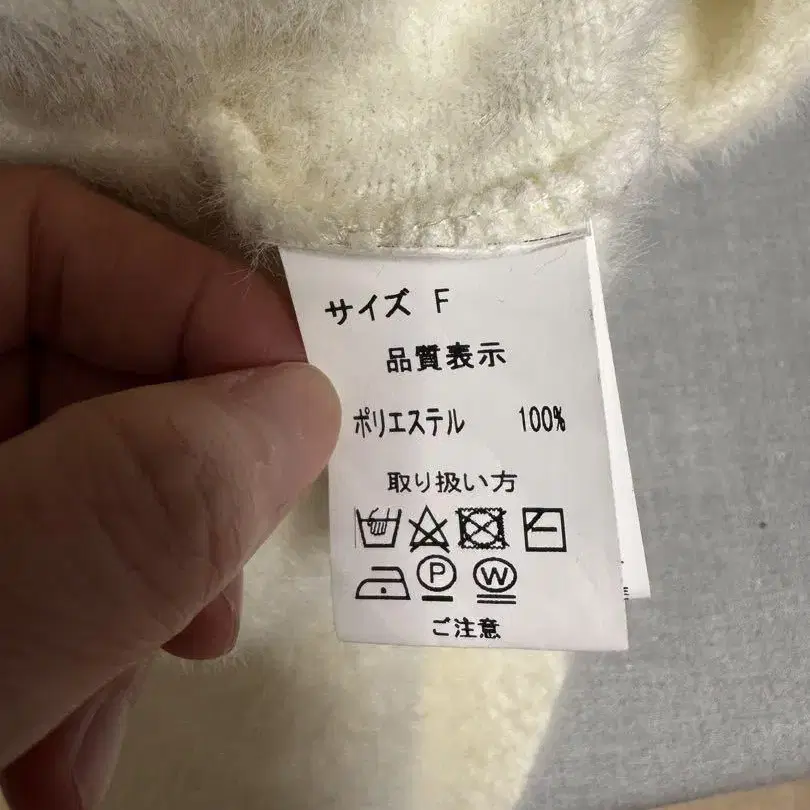 サイズ F
品質表示
ポリエステル 100%
取り扱い方
P W
ご注意